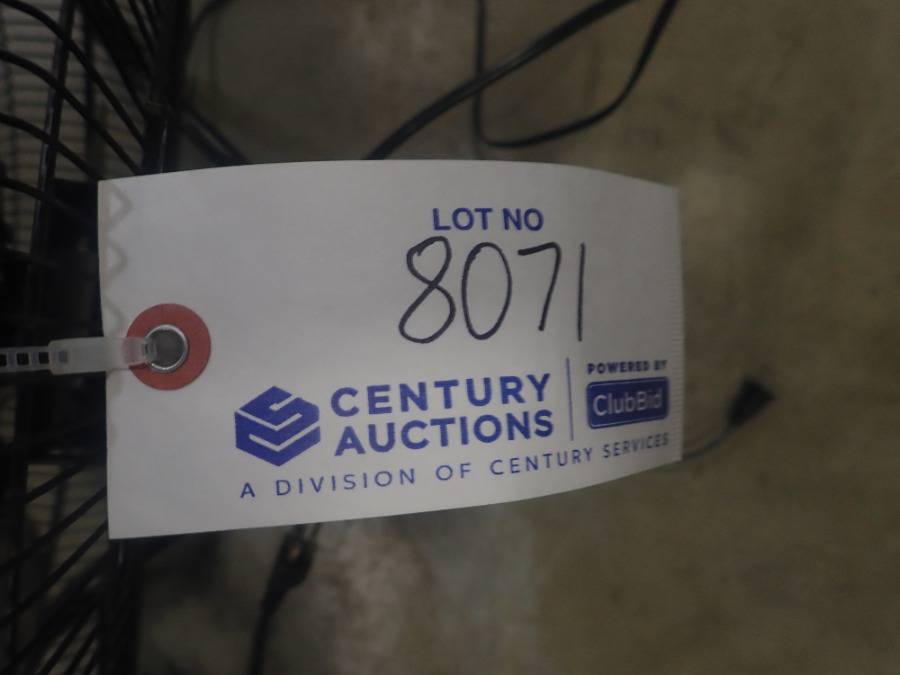 LOT NO
8071
CENTURY
AUCTIONS
POWERED BY
ClubBid
A DIVISION OF CENTURY SERVICES